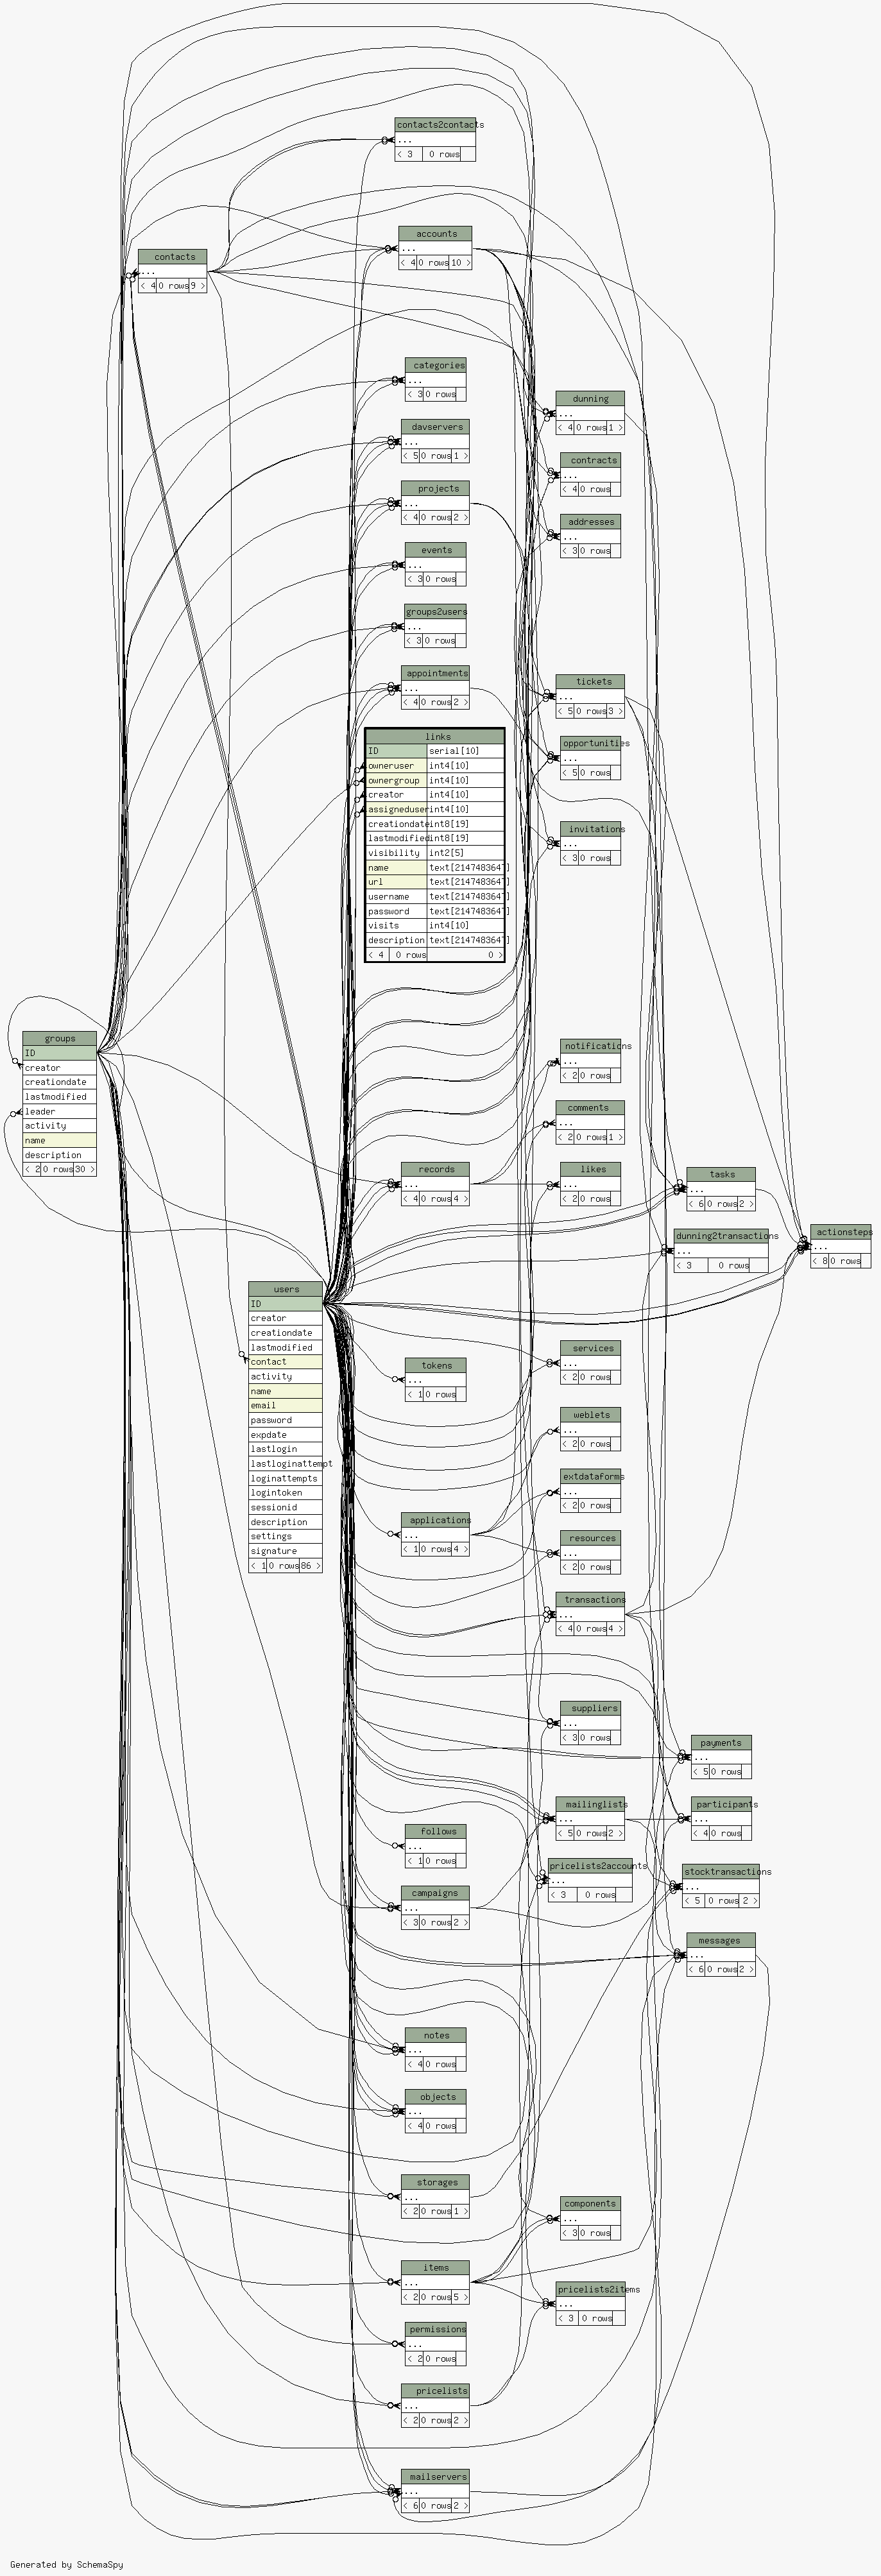 contacts2contacts
...
< 3 0 rows
accounts
...
< 4 0 rows 10 >
contacts
...
< 4 0 rows 9 >
categories
...
< 3 0 rows
dunning
...
< 4 0 rows 1 >
davservers
...
< 5 0 rows 1 >
contracts
...
< 4 0 rows
projects
...
< 4 0 rows 2 >
addresses
...
< 3 0 rows
events
...
< 3 0 rows
groups2users
...
< 3 0 rows
appointments
...
< 4 0 rows 2 >
tickets
...
< 5 0 rows 3 >
links
ID serial[10]
owneruser int4[10]
ownergroup int4[10]
creator int4[10]
assigneduser int4[10]
creationdate int8[19]
lastmodified int8[19]
visibility int2[5]
name text[2147483647]
url text[2147483647]
username text[2147483647]
password text[2147483647]
visits int4[10]
description text[2147483647]
< 4 0 rows 0 >
opportunities
...
< 5 0 rows
invitations
...
< 3 0 rows
groups
ID
creator
creationdate
lastmodified
leader
activity
name
description
< 2 0 rows 30 >
notifications
...
< 2 0 rows
comments
...
< 2 0 rows 1 >
records
...
< 4 0 rows 4 >
likes
...
< 2 0 rows
tasks
...
< 6 0 rows 2 >
dunning2transactions
...
< 3 0 rows
actionsteps
...
< 8 0 rows
users
ID
creator
creationdate
lastmodified
contact
activity
name
email
password
expdate
lastlogin
lastloginattempt
loginattempts
logintoken
sessionid
description
settings
signature
< 1 0 rows 86 >
services
...
< 2 0 rows
tokens
...
< 1 0 rows
weblets
...
< 2 0 rows
extdataforms
...
< 2 0 rows
applications
...
< 1 0 rows 4 >
resources
...
< 2 0 rows
transactions
...
< 4 0 rows 4 >
suppliers
...
< 3 0 rows
payments
...
< 5 0 rows
mailinglists
...
< 5 0 rows 2 >
participants
...
< 4 0 rows
follows
...
< 1 0 rows
pricelists2accounts
...
< 3 0 rows
stocktransactions
...
< 5 0 rows 2 >
campaigns
...
< 3 0 rows 2 >
messages
...
< 6 0 rows 2 >
notes
...
< 4 0 rows
objects
...
< 4 0 rows
storages
...
< 2 0 rows 1 >
components
...
< 3 0 rows
items
...
< 2 0 rows 5 >
pricelists2items
...
< 3 0 rows
permissions
...
< 2 0 rows
pricelists
...
< 2 0 rows 2 >
mailservers
...
< 6 0 rows 2 >
Generated by SchemaSpy